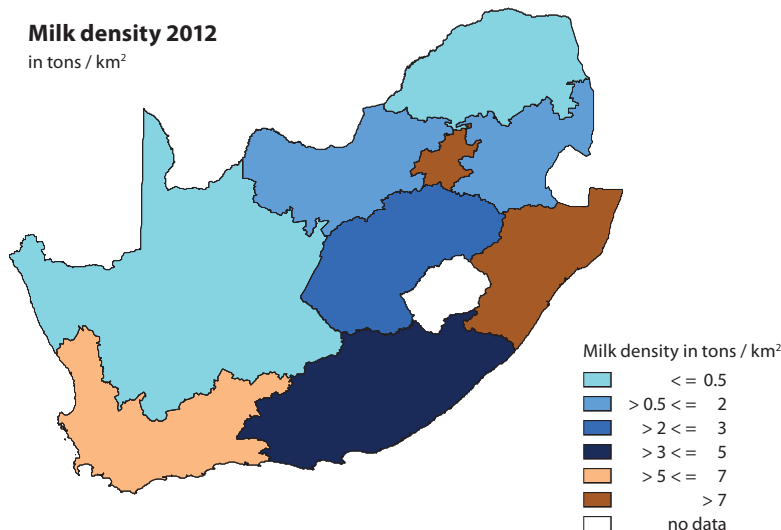 Milk density 2012
in tons / km²
Milk density in tons / km²
< = 0.5
> 0.5 < = 2
> 2 < = 3
> 3 < = 5
> 5 < = 7
> 7
no data